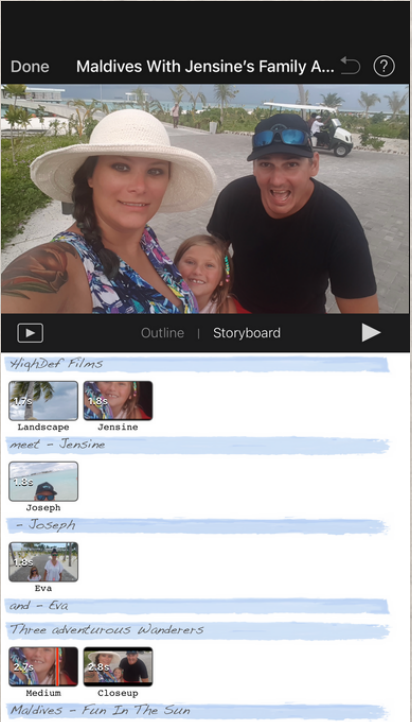 Done Maldives With Jensine's Family A... ?
Outline | Storyboard
HighDef Films
1.7s 1.8s
Landscape Jensine
meet - Jensine
1.8s
Joseph
- Joseph
1.8s
Eva
and - Eva
Three adventurous Wanderers
2.7s 2.8s
Medium Closeup
Maldives - Fun In The Sun